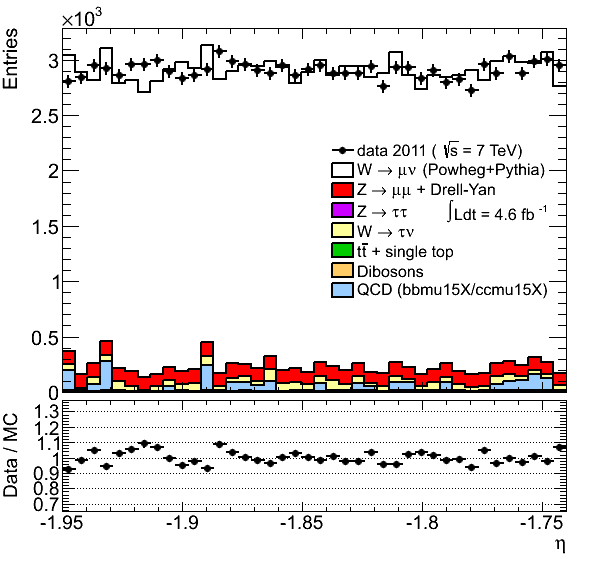 ×10³
Entries
3
2.5
2
1.5
1
0.5
0
data 2011 ( √s = 7 TeV)
W → μν (Powheg+Pythia)
Z → μμ + Drell-Yan
Z → ττ
∫Ldt = 4.6 fb⁻¹
W → τν
tt̅ + single top
Dibosons
QCD (bbmu15X/ccmu15X)
Data / MC
1.3
1.2
1.1
1
0.9
0.8
0.7
-1.95 -1.9 -1.85 -1.8 -1.75
η